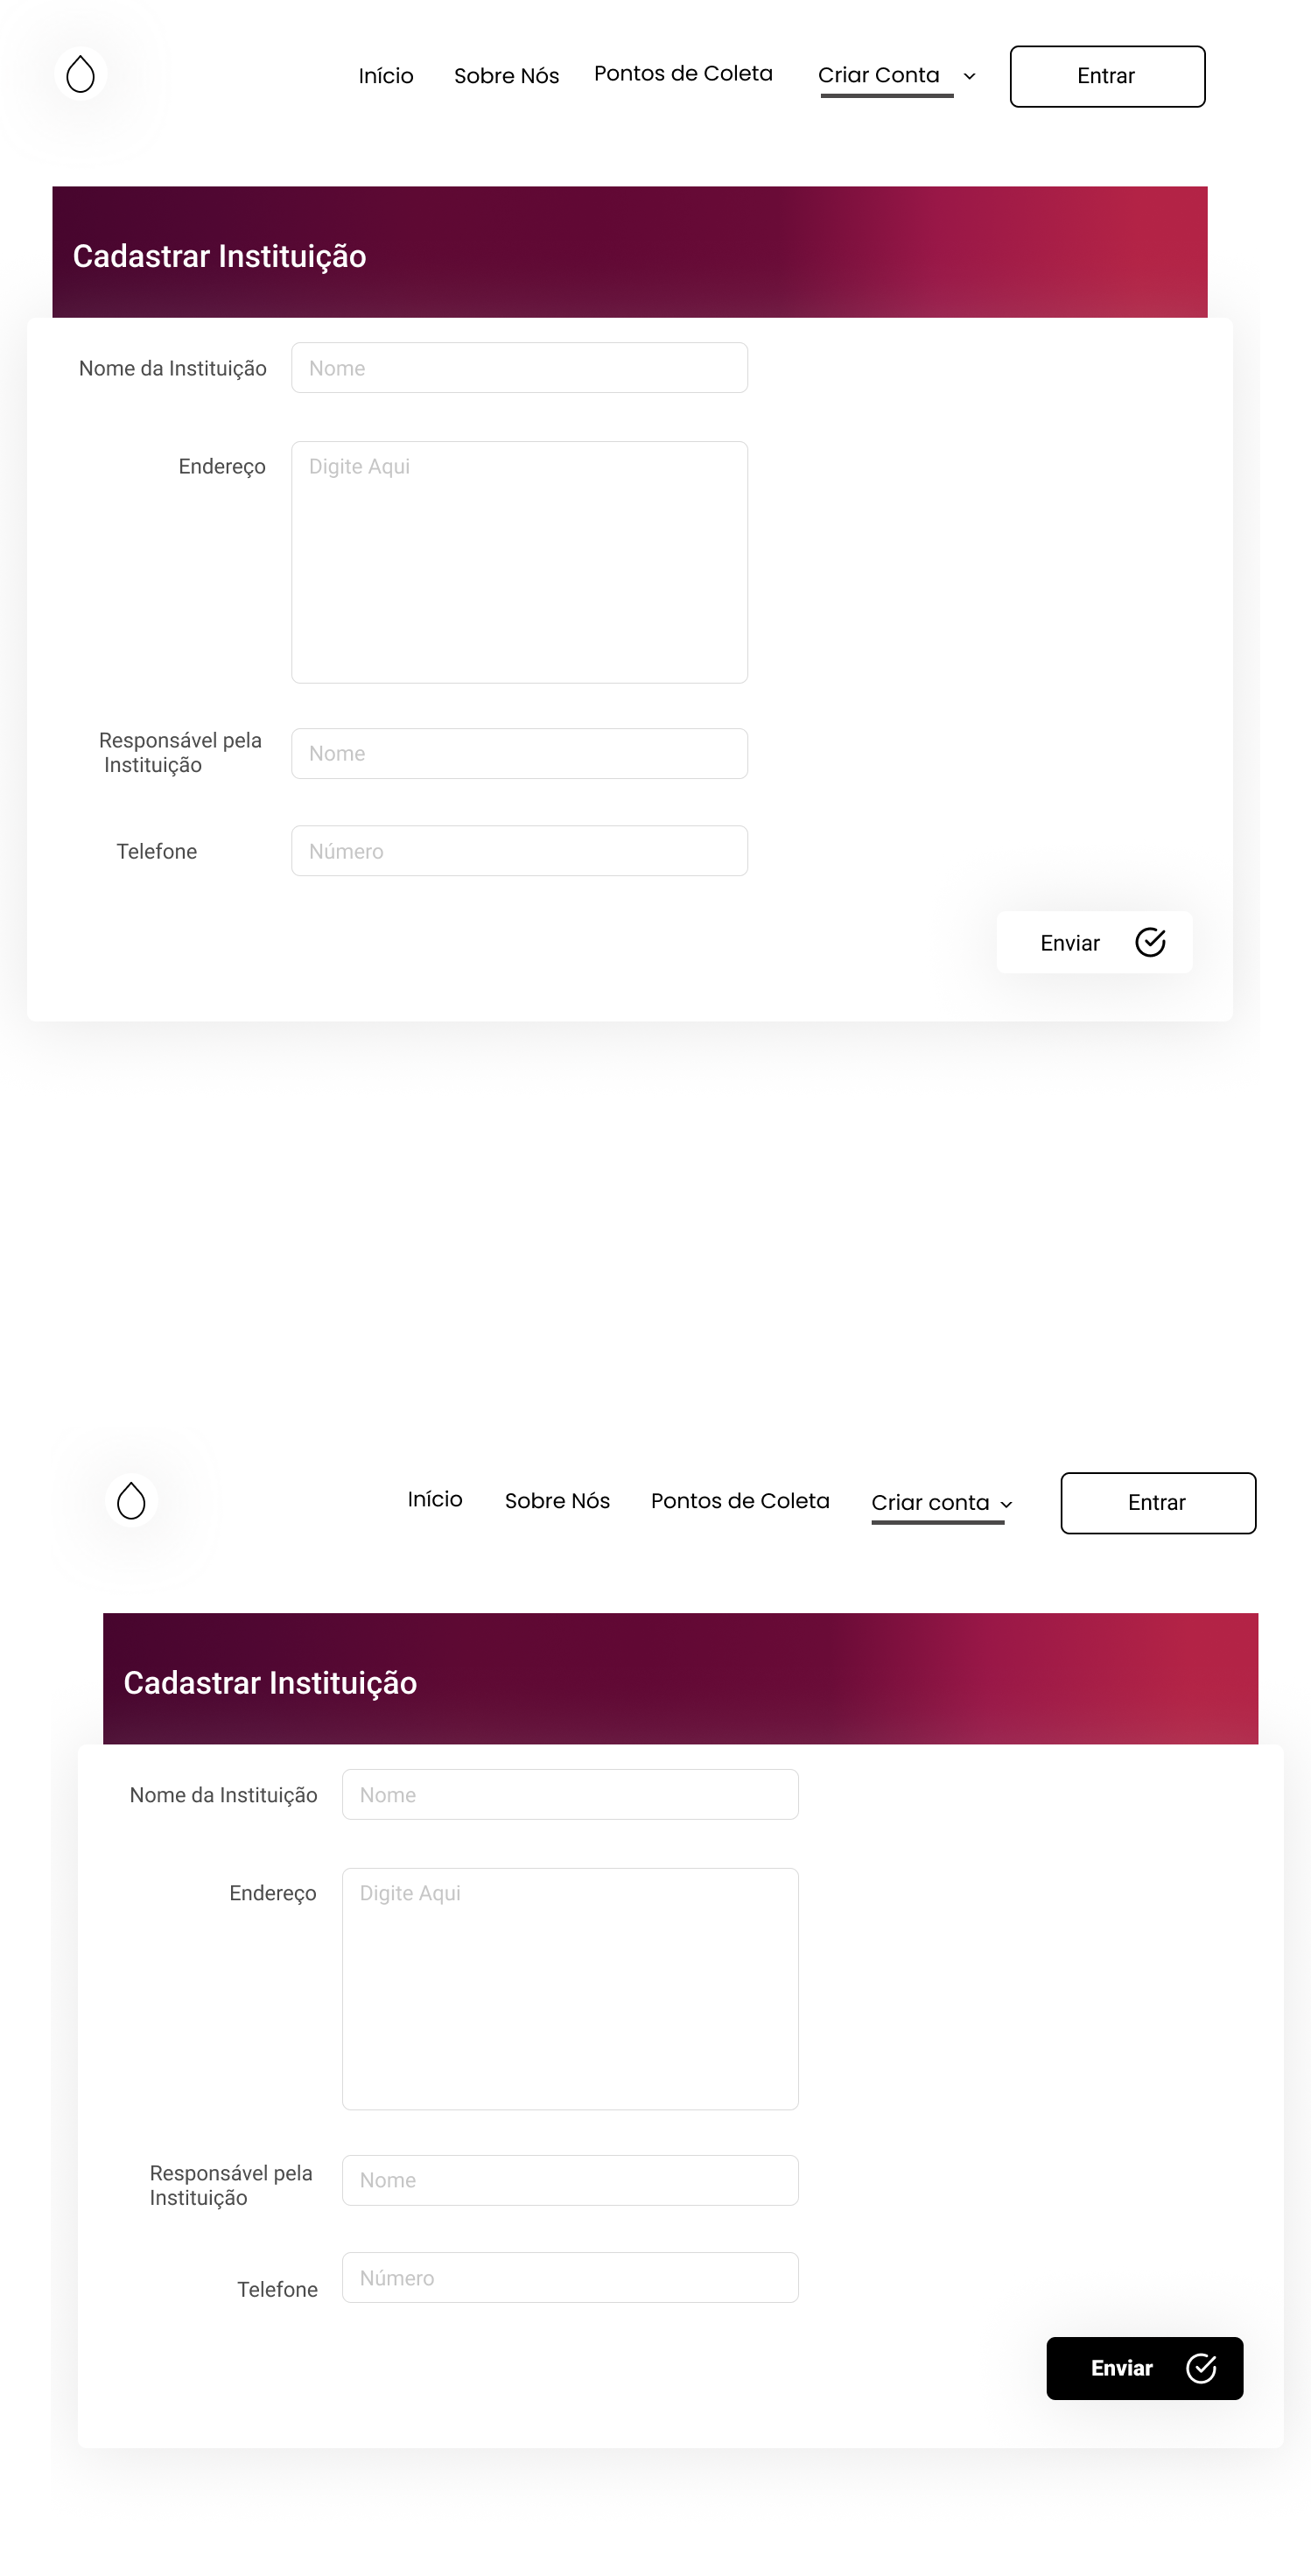 Início Sobre Nós Pontos de Coleta Criar Conta Entrar
Cadastrar Instituição
Nome da Instituição Nome
Endereço Digite Aqui
Responsável pela
Instituição
Nome
Telefone Número
Enviar
Início Sobre Nós Pontos de Coleta Criar conta Entrar
Cadastrar Instituição
Nome da Instituição Nome
Endereço Digite Aqui
Responsável pela
Instituição
Nome
Telefone Número
Enviar